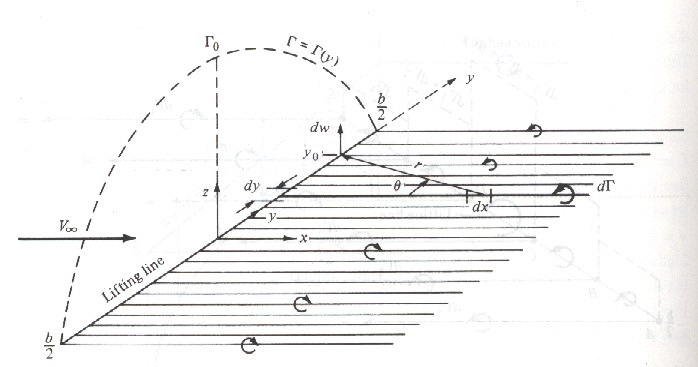 Γ₀
Γ = Γ(y)
y
b/2
dw
y₀
r
z
dy
θ
dΓ
dx
y
V∞
x
Lifting line
b/2